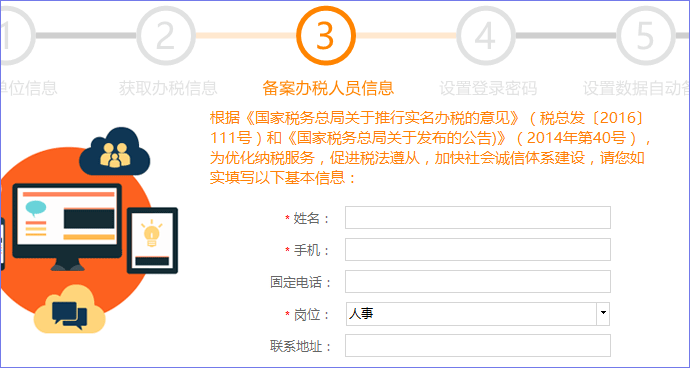 1 2 3 4 5
单位信息 获取办税信息 备案办税人员信息 设置登录密码 设置数据自动备
根据《国家税务总局关于推行实名办税的意见》（税总发〔2016〕
111号）和《国家税务总局关于发布的公告)》（2014年第40号），
为优化纳税服务，促进税法遵从，加快社会诚信体系建设，请您如
实填写以下基本信息：
* 姓名：
* 手机：
固定电话：
* 岗位： 人事
联系地址：